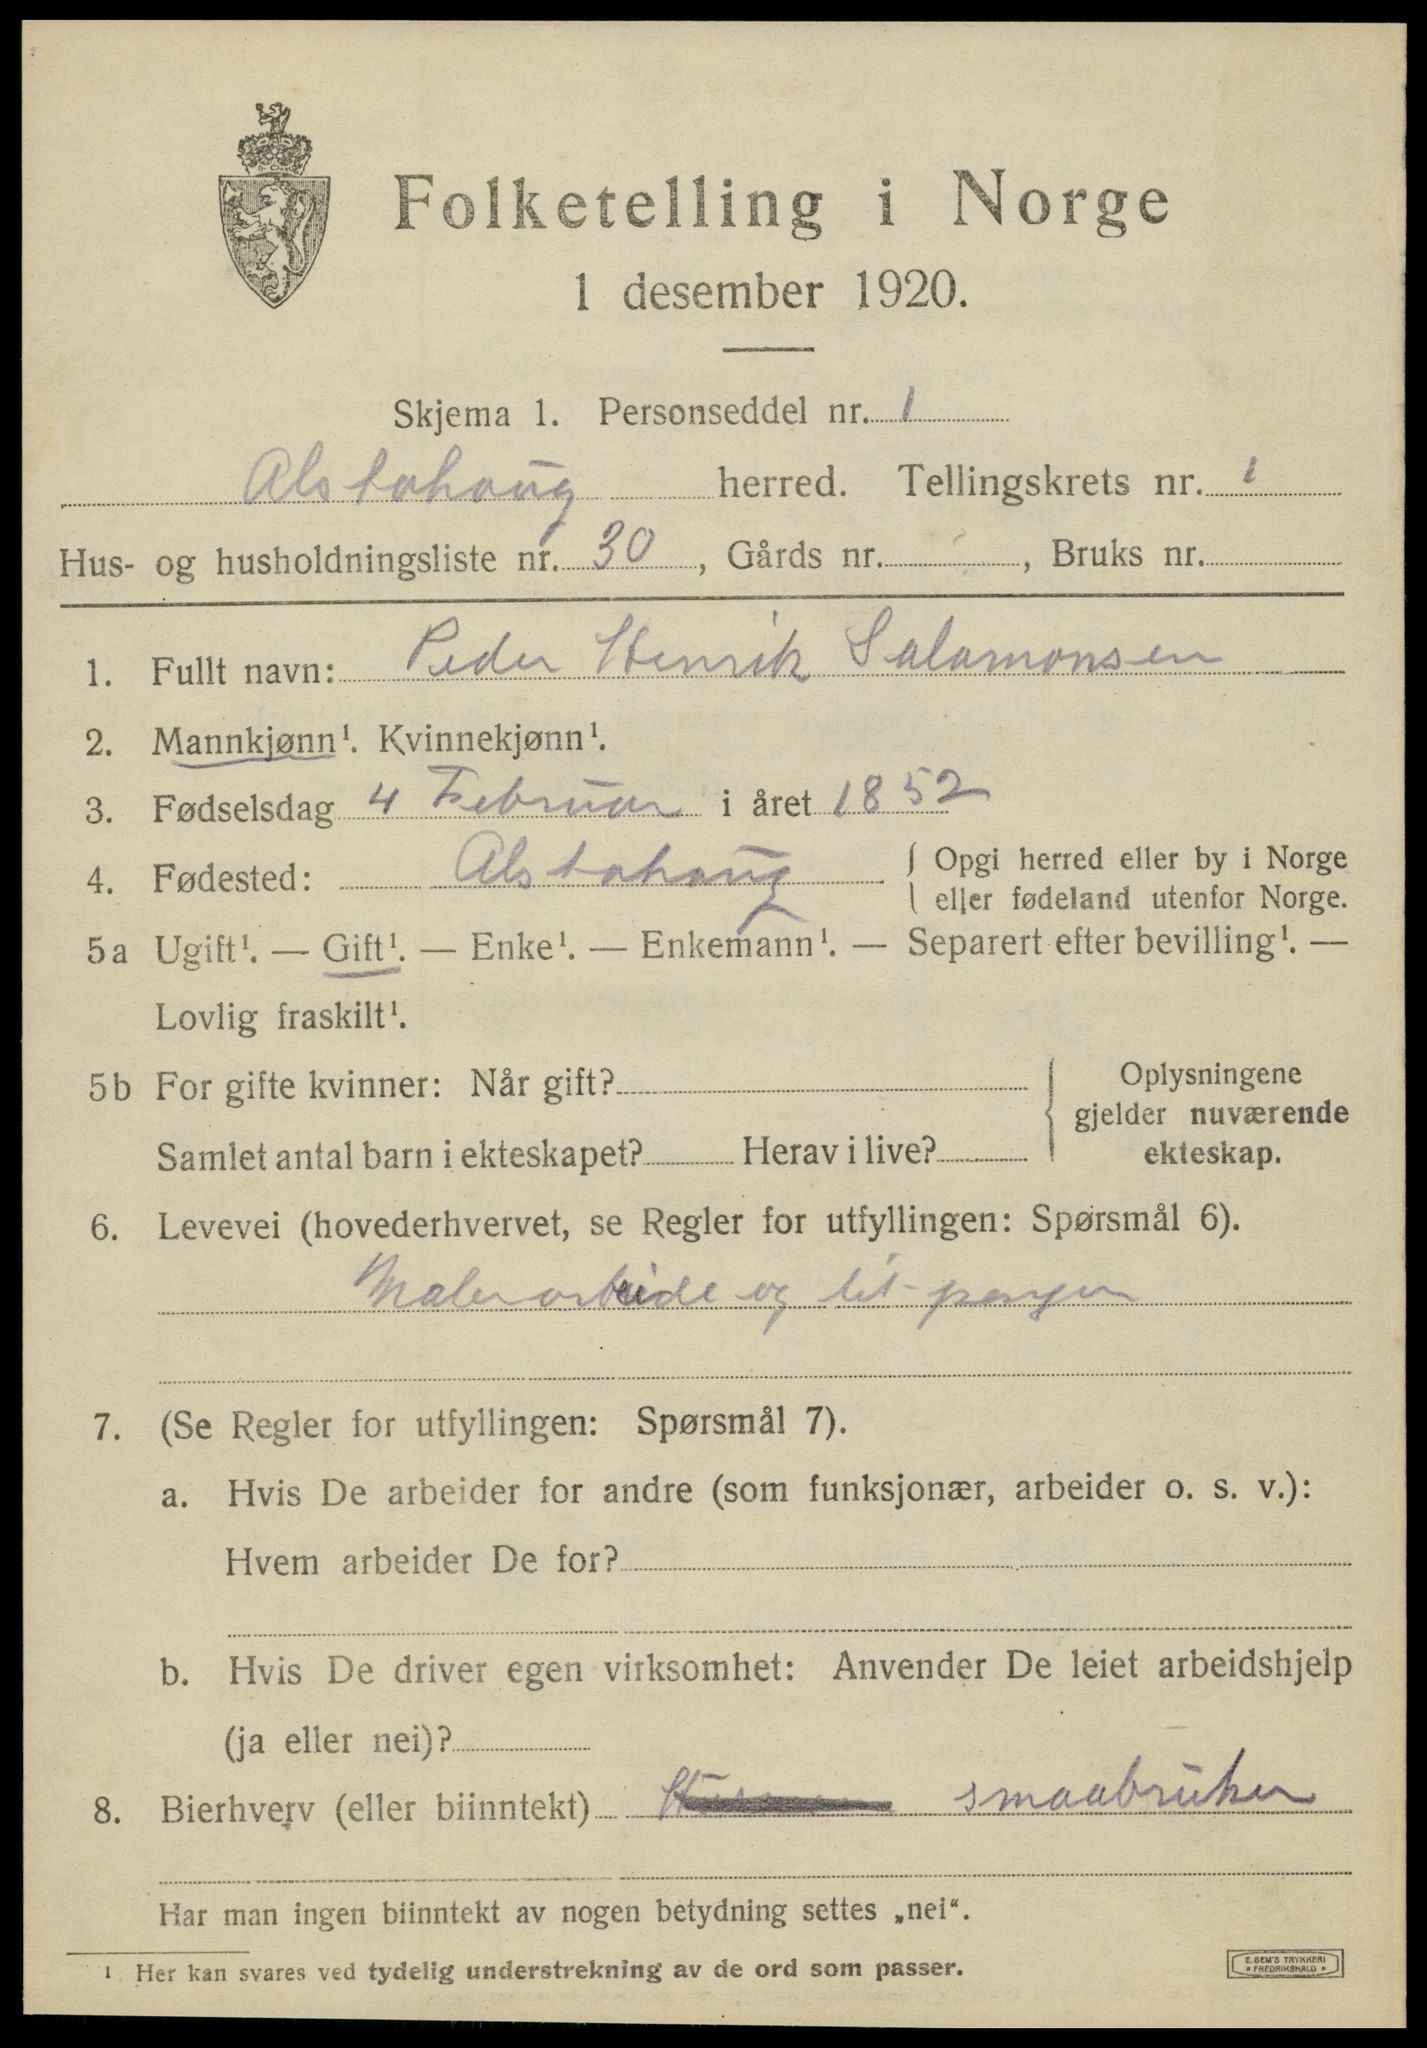 Folketelling i Norge
1 desember 1920.
Skjema 1. Personseddel nr. 1
Alstahaug herred. Tellingskrets nr. 1
Hus- og husholdningsliste nr. 30, Gårds nr. , Bruks nr.
1. Fullt navn: Peder Henrik Salamonsen
2. Mannkjønn¹. Kvinnekjønn¹.
3. Fødselsdag 4 Februar i året 1852
4. Fødested: Alstahaug { Opgi herred eller by i Norge
eller fødeland utenfor Norge.
5a Ugift¹. — Gift¹. — Enke¹. — Enkemann¹. — Separert efter bevilling¹. —
Lovlig fraskilt¹.
5b For gifte kvinner: Når gift? { Oplysningene
gjelder nuværende
Samlet antal barn i ekteskapet? Herav i live? ekteskap.
6. Levevei (hovederhvervet, se Regler for utfyllingen: Spørsmål 6).
Malerarbeide og lit
7. (Se Regler for utfyllingen: Spørsmål 7).
a. Hvis De arbeider for andre (som funksjonær, arbeider o. s. v.):
Hvem arbeider De for?
b. Hvis De driver egen virksomhet: Anvender De leiet arbeidshjelp
(ja eller nei)?
8. Bierhverv (eller biinntekt) smaabruker
Har man ingen biinntekt av nogen betydning settes „nei“.
¹ Her kan svares ved tydelig understrekning av de ord som passer.
E. SEM'S TRYKKERI
• FREDRIKSHALD •